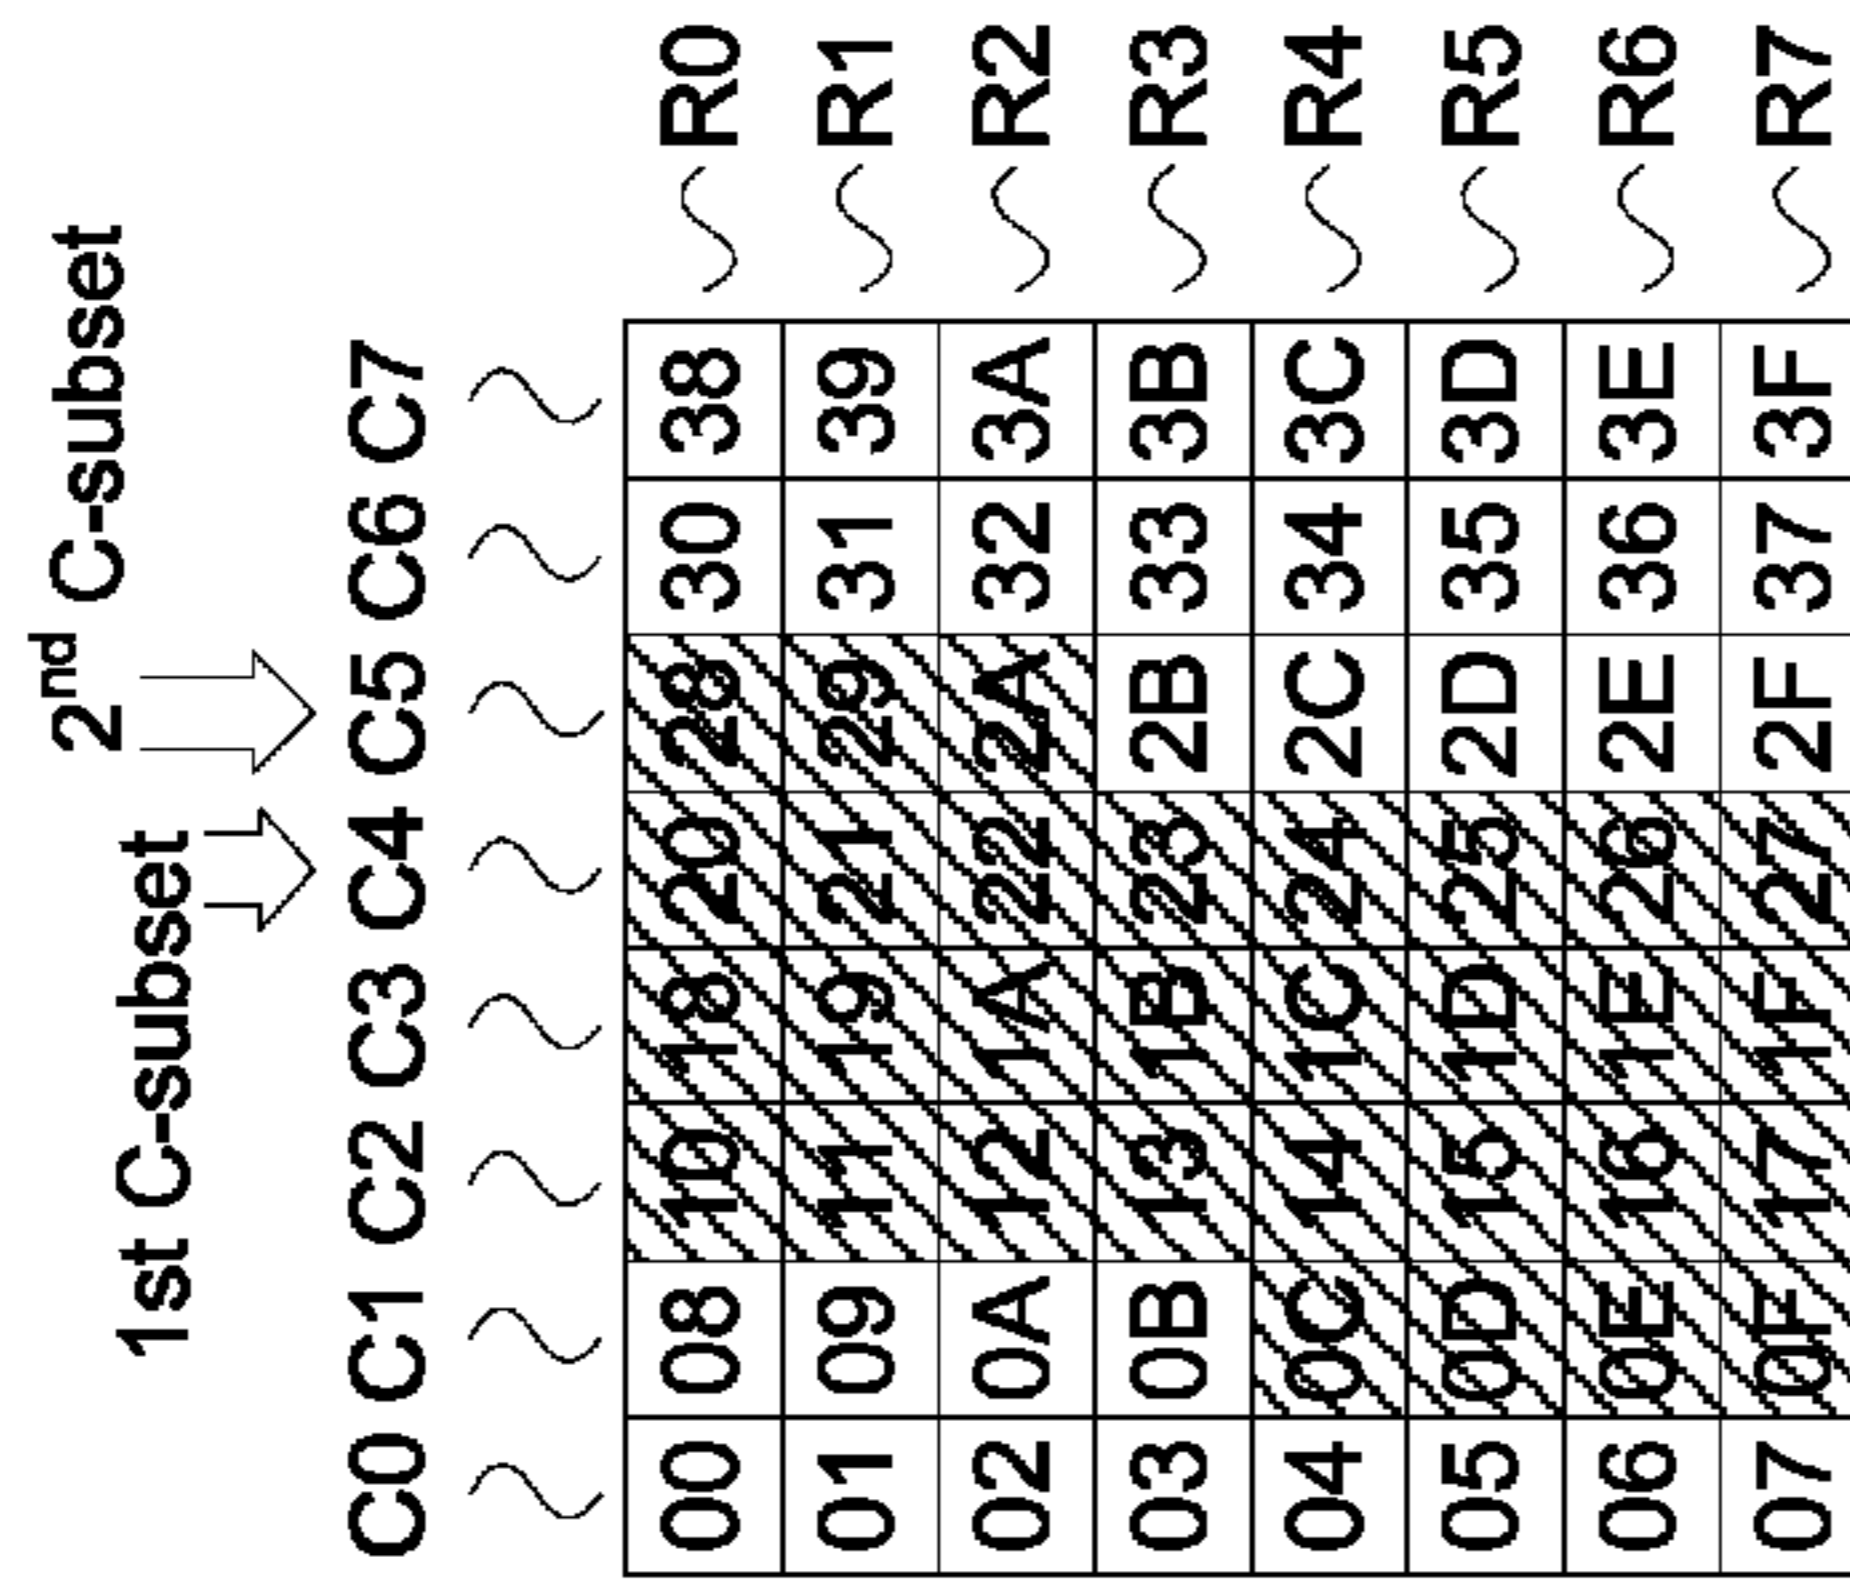 2nd C-subset
1st C-subset
C0 C1 C2 C3 C4 C5 C6 C7
00 08 10 18 20 28 30 38 R0
01 09 11 19 21 29 31 39 R1
02 0A 12 1A 22 2A 32 3A R2
03 0B 13 1B 23 2B 33 3B R3
04 0C 14 1C 24 2C 34 3C R4
05 0D 15 1D 25 2D 35 3D R5
06 0E 16 1E 26 2E 36 3E R6
07 0F 17 1F 27 2F 37 3F R7